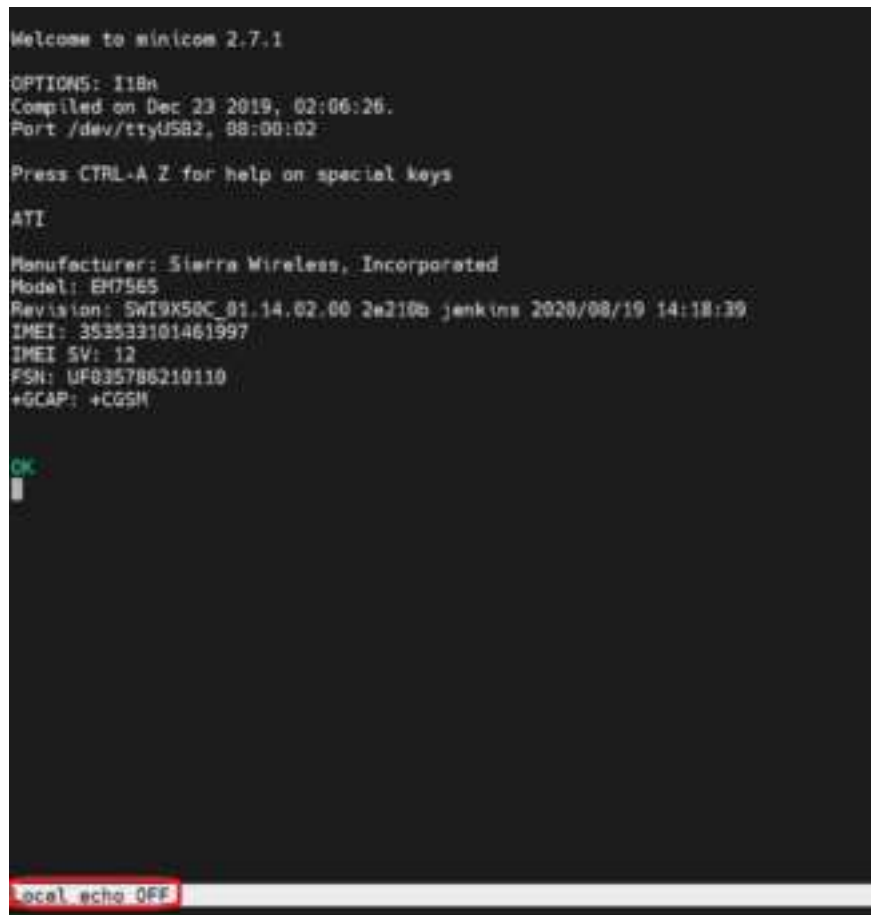 Welcome to minicom 2.7.1
OPTIONS: I18n
Compiled on Dec 23 2019, 02:06:26.
Port /dev/ttyUSB2, 08:00:02
Press CTRL-A Z for help on special keys
ATI
Manufacturer: Sierra Wireless, Incorporated
Model: EM7565
Revision: SWI9X50C_01.14.02.00 2e210b jenkins 2020/08/19 14:18:39
IMEI: 353533101461997
IMEI SV: 12
FSN: UF035786210110
+GCAP: +CGSM
OK
Local echo OFF